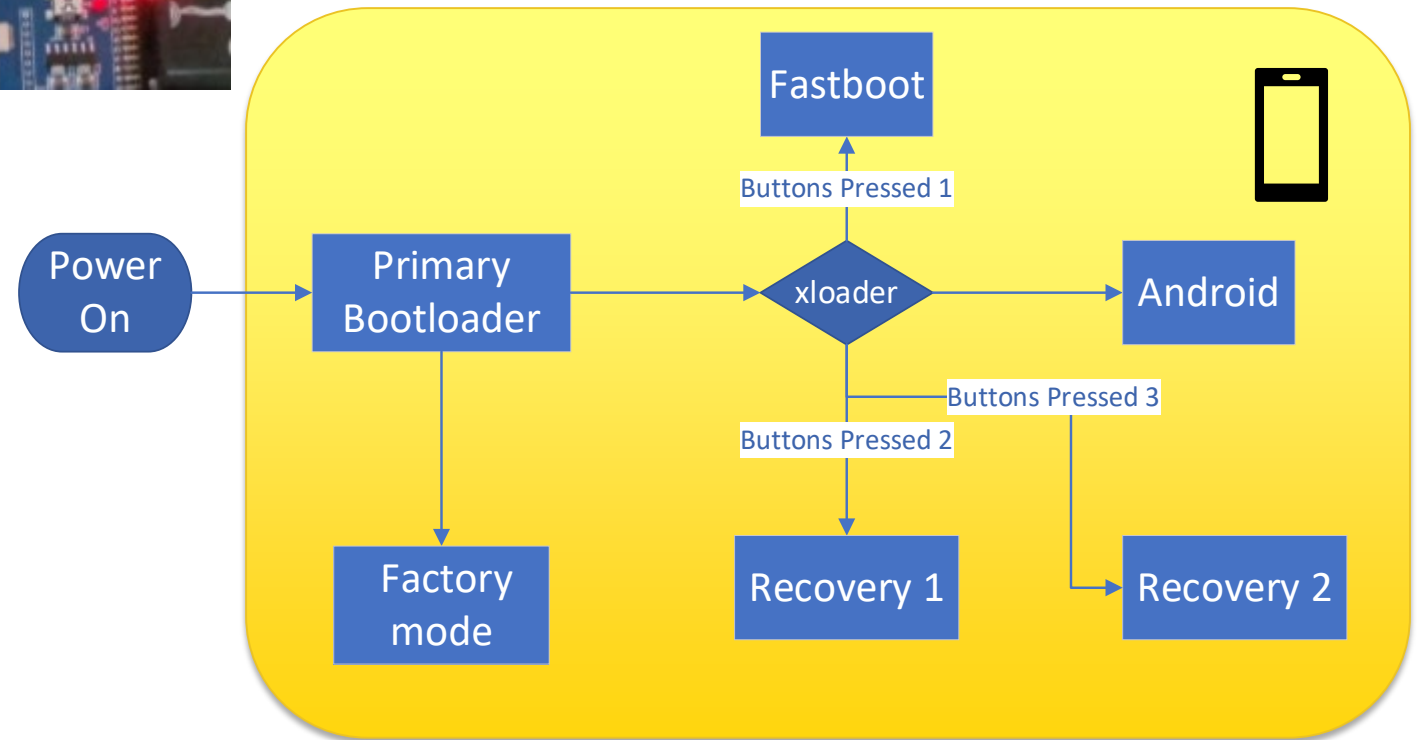 Fastboot
Buttons Pressed 1
Power
On
Primary
Bootloader
xloader
Android
Buttons Pressed 3
Buttons Pressed 2
Factory
mode
Recovery 1
Recovery 2